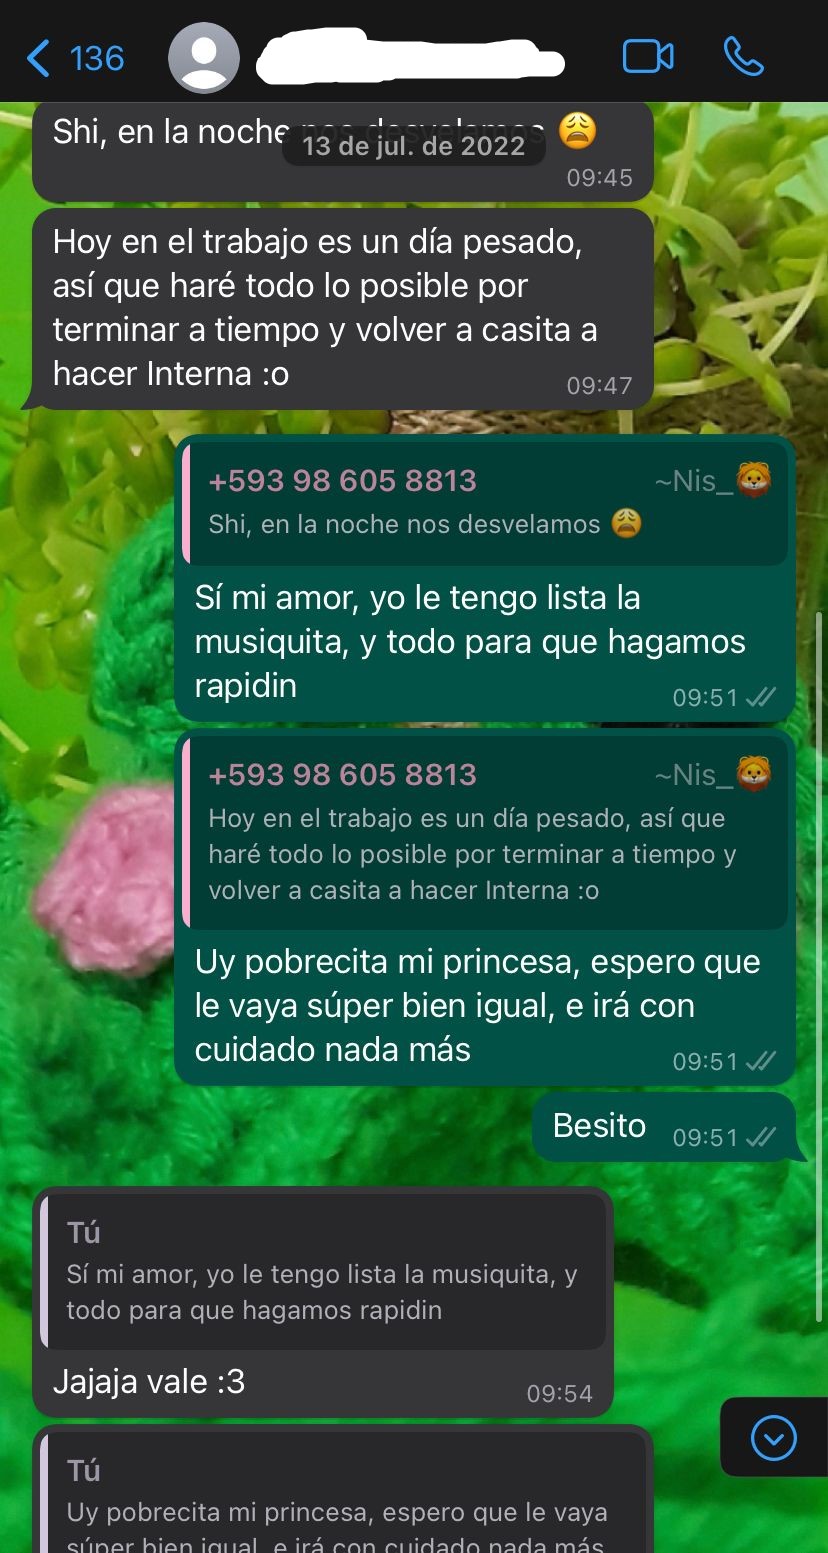 136
Shi, en la noche nos desvelamos 😩
13 de jul. de 2022
09:45
Hoy en el trabajo es un día pesado,
así que haré todo lo posible por
terminar a tiempo y volver a casita a
hacer Interna :o
09:47
+593 98 605 8813 ~Nis_🦁
Shi, en la noche nos desvelamos 😩
Sí mi amor, yo le tengo lista la
musiquita, y todo para que hagamos
rapidin
09:51
+593 98 605 8813 ~Nis_🦁
Hoy en el trabajo es un día pesado, así que
haré todo lo posible por terminar a tiempo y
volver a casita a hacer Interna :o
Uy pobrecita mi princesa, espero que
le vaya súper bien igual, e irá con
cuidado nada más
09:51
Besito 09:51
Tú
Sí mi amor, yo le tengo lista la musiquita, y
todo para que hagamos rapidin
Jajaja vale :3
09:54
Tú
Uy pobrecita mi princesa, espero que le vaya
súper bien igual, e irá con cuidado nada más